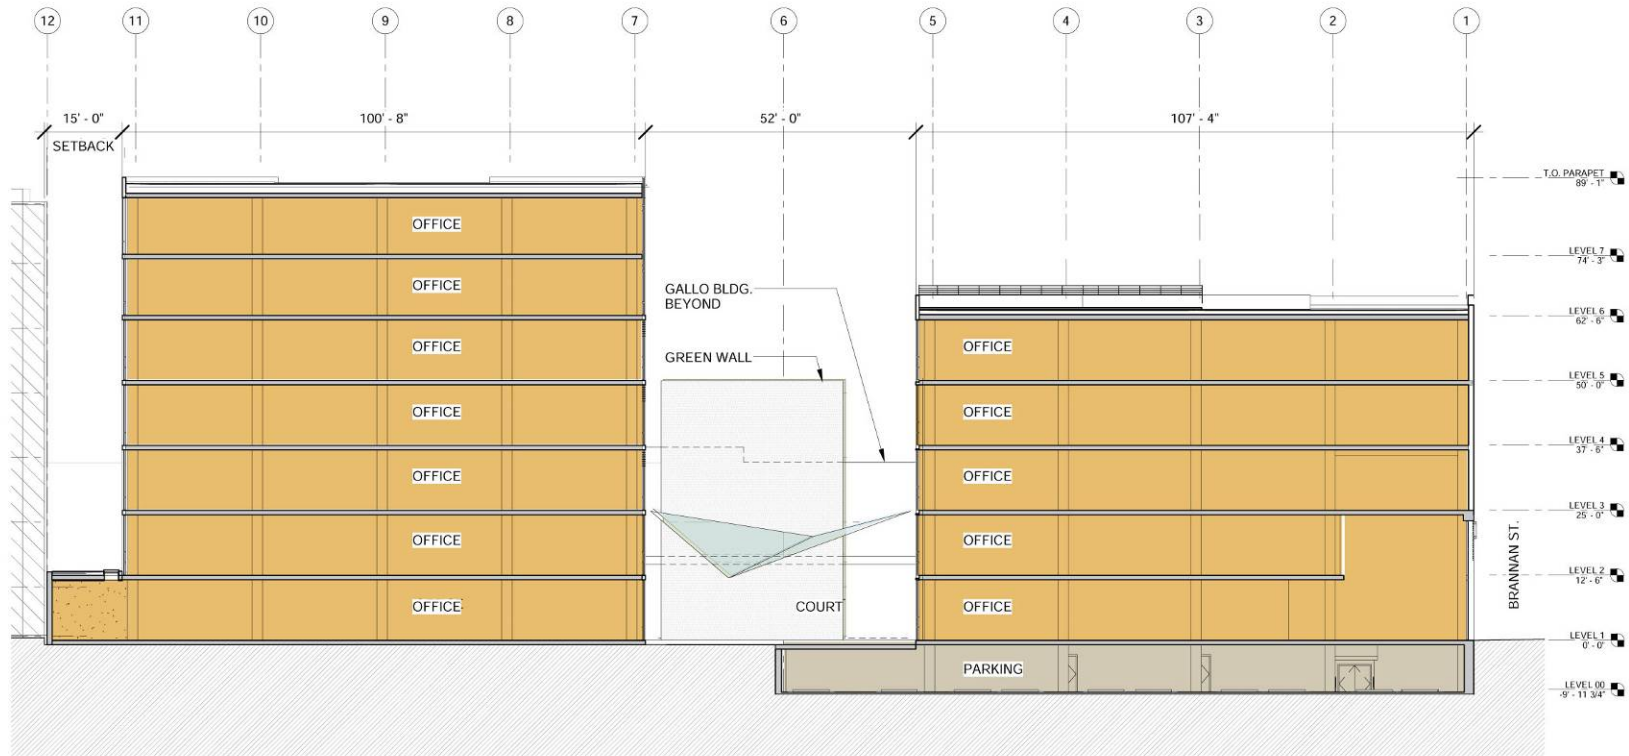 12 11 10 9 8 7 6 5 4 3 2 1
15' - 0" 100' - 8" 52' - 0" 107' - 4"
SETBACK
T.O. PARAPET
89' - 1"
OFFICE
LEVEL 7
74' - 3"
OFFICE
GALLO BLDG.
BEYOND
LEVEL 6
62' - 6"
OFFICE
OFFICE
GREEN WALL
LEVEL 5
50' - 0"
OFFICE
OFFICE
LEVEL 4
37' - 6"
OFFICE
OFFICE
LEVEL 3
25' - 0"
OFFICE
OFFICE
BRANNAN ST.
LEVEL 2
12' - 6"
OFFICE
COURT
OFFICE
LEVEL 1
0' - 0"
PARKING
LEVEL 00
-9' - 11 3/4"